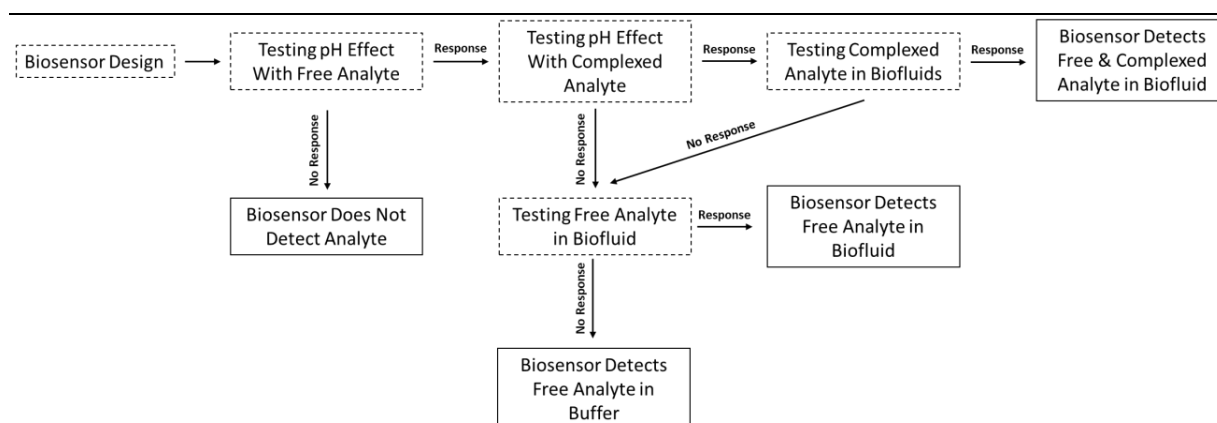 Biosensor Design
Testing pH Effect
With Free Analyte
Response
Testing pH Effect
With Complexed
Analyte
Response
Testing Complexed
Analyte in Biofluids
Response
Biosensor Detects
Free & Complexed
Analyte in Biofluid
No Response
No Response
No Response
Biosensor Does Not
Detect Analyte
Testing Free Analyte
in Biofluid
Response
Biosensor Detects
Free Analyte in
Biofluid
No Response
Biosensor Detects
Free Analyte in
Buffer